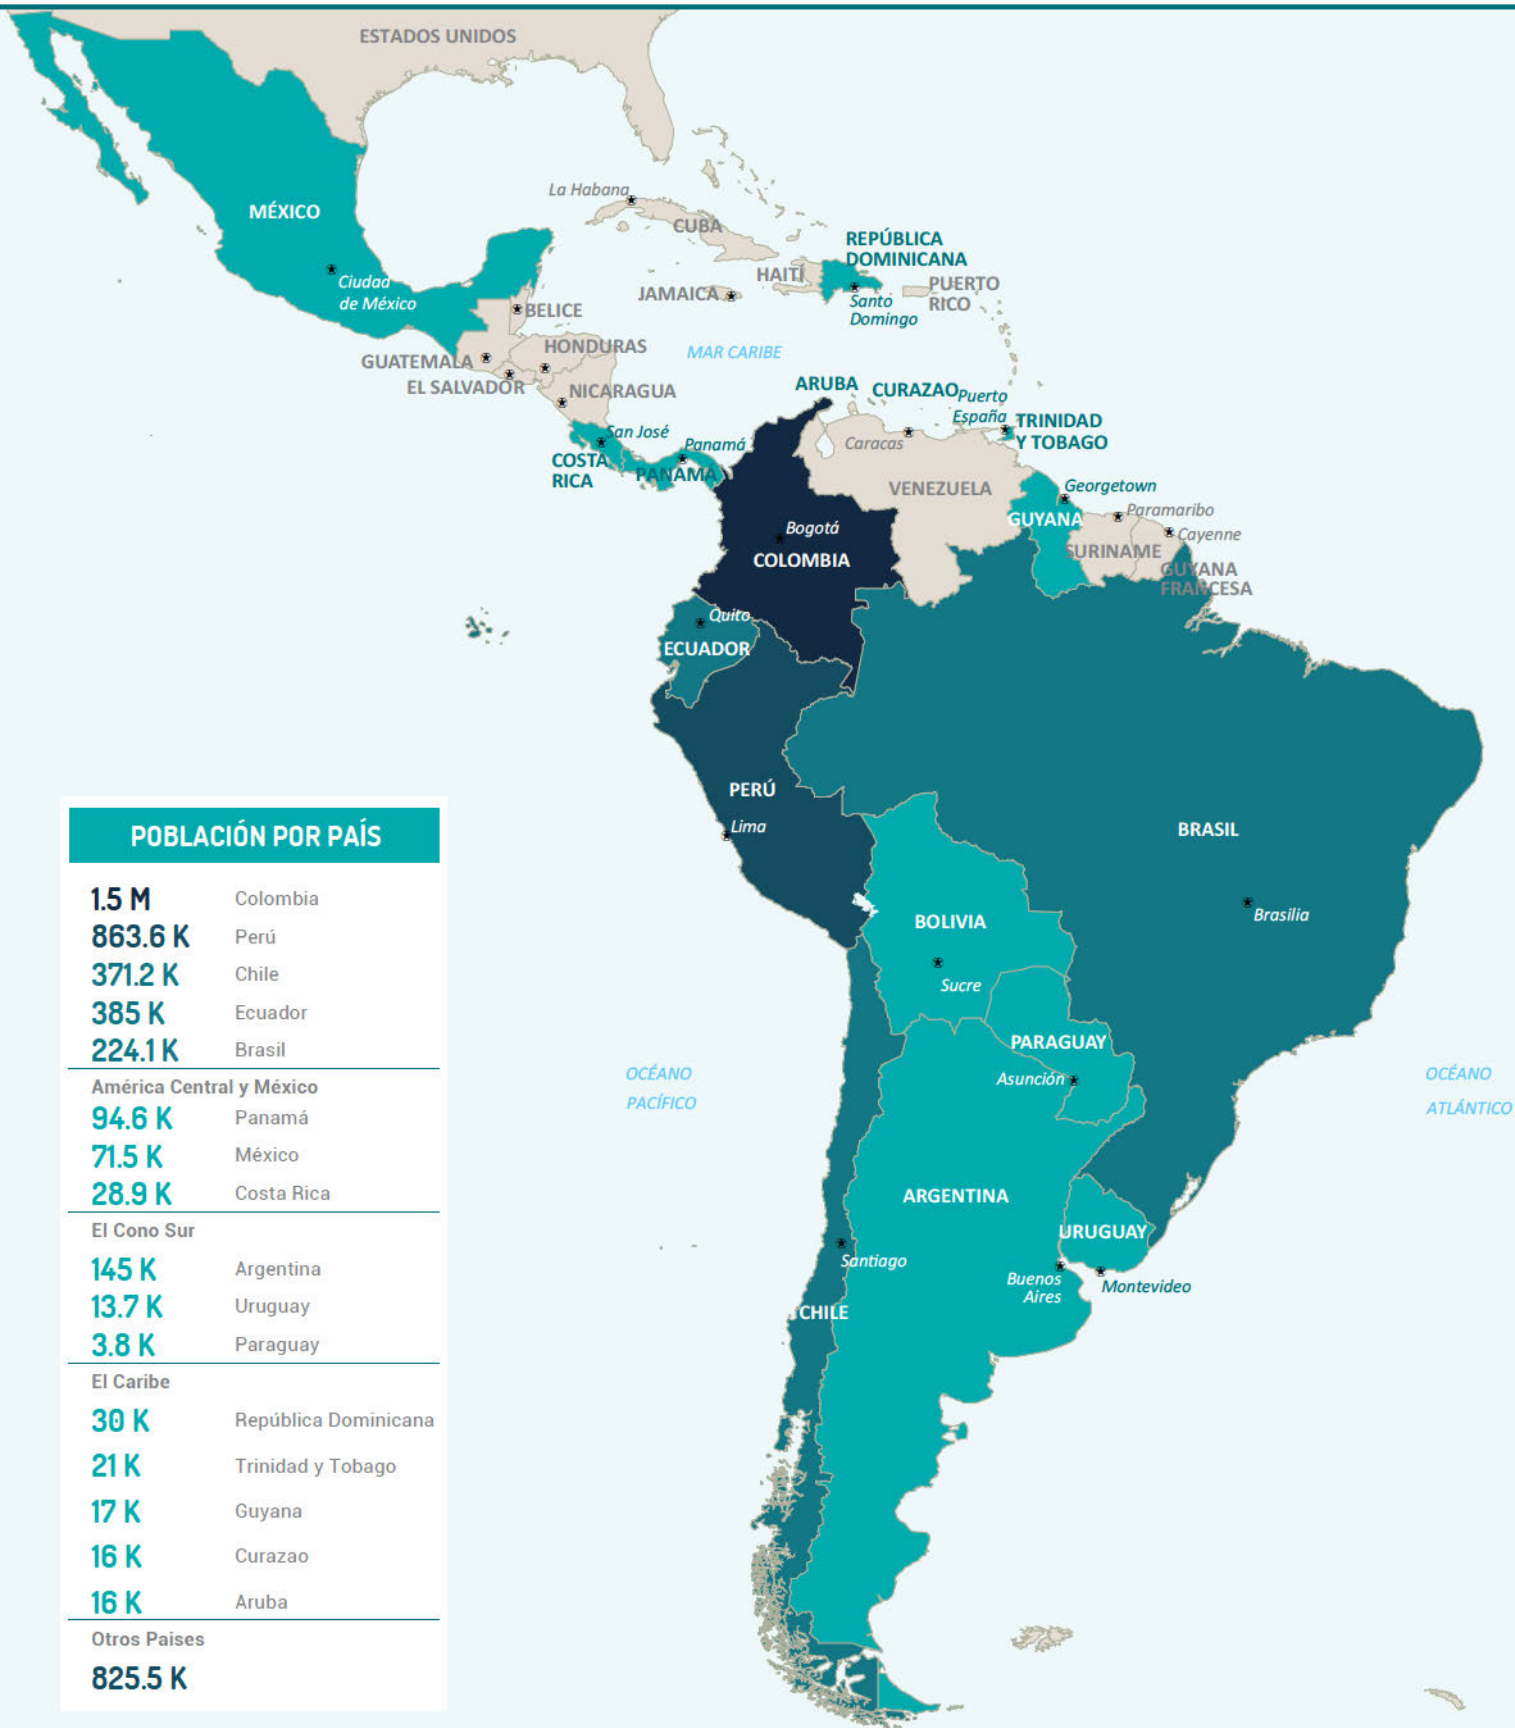 ESTADOS UNIDOS
MÉXICO
Ciudad
de México
La Habana
CUBA
REPÚBLICA
DOMINICANA
HAITÍ
JAMAICA
PUERTO
RICO
Santo
Domingo
BELICE
HONDURAS
GUATEMALA
EL SALVADOR
NICARAGUA
MAR CARIBE
ARUBA
CURAZAO
Puerto
España
TRINIDAD
Y TOBAGO
San José
Panamá
COSTA
RICA
PANAMÁ
Caracas
VENEZUELA
Georgetown
GUYANA
Paramaribo
Cayenne
SURINAME
GUYANA
FRANCESA
Bogotá
COLOMBIA
Quito
ECUADOR
PERÚ
Lima
BRASIL
Brasilia
BOLIVIA
Sucre
PARAGUAY
Asunción
OCÉANO
PACÍFICO
OCÉANO
ATLÁNTICO
ARGENTINA
URUGUAY
Santiago
Buenos
Aires
Montevideo
CHILE
POBLACIÓN POR PAÍS
1.5 M Colombia
863.6 K Perú
371.2 K Chile
385 K Ecuador
224.1 K Brasil
América Central y México
94.6 K Panamá
71.5 K México
28.9 K Costa Rica
El Cono Sur
145 K Argentina
13.7 K Uruguay
3.8 K Paraguay
El Caribe
30 K República Dominicana
21 K Trinidad y Tobago
17 K Guyana
16 K Curazao
16 K Aruba
Otros Paises
825.5 K